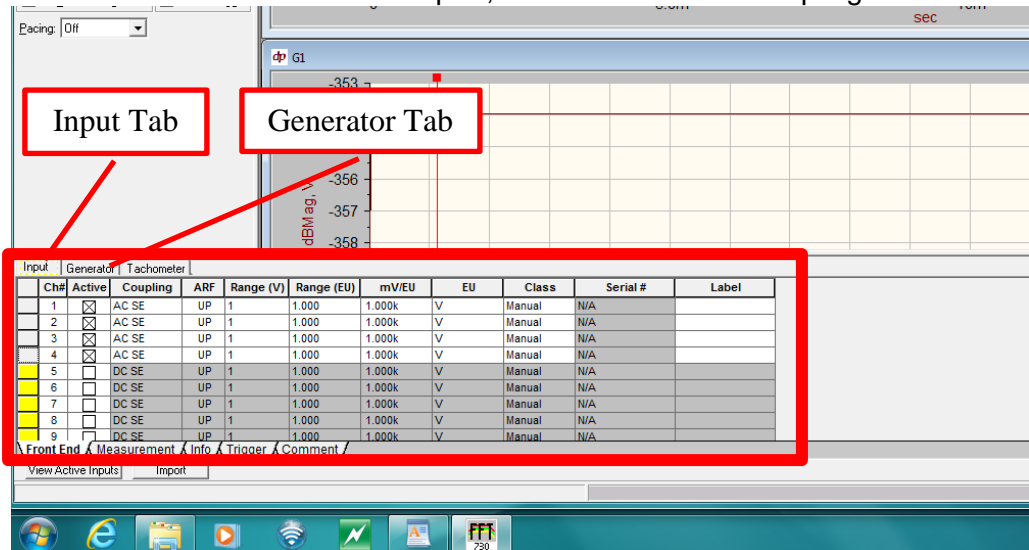 sec
Pacing: Off
dp G1
-353
Input Tab
Generator Tab
-356
-357
-358
dBMag, V
Input Generator Tachometer
Ch# Active Coupling ARF Range (V) Range (EU) mV/EU EU Class Serial # Label
1 AC SE UP 1 1.000 1.000k V Manual N/A
2 AC SE UP 1 1.000 1.000k V Manual N/A
3 AC SE UP 1 1.000 1.000k V Manual N/A
4 AC SE UP 1 1.000 1.000k V Manual N/A
5 DC SE UP 1 1.000 1.000k V Manual N/A
6 DC SE UP 1 1.000 1.000k V Manual N/A
7 DC SE UP 1 1.000 1.000k V Manual N/A
8 DC SE UP 1 1.000 1.000k V Manual N/A
9 DC SE UP 1 1.000 1.000k V Manual N/A
Front End Measurement Info Trigger Comment
View Active Inputs Import
FFT
730